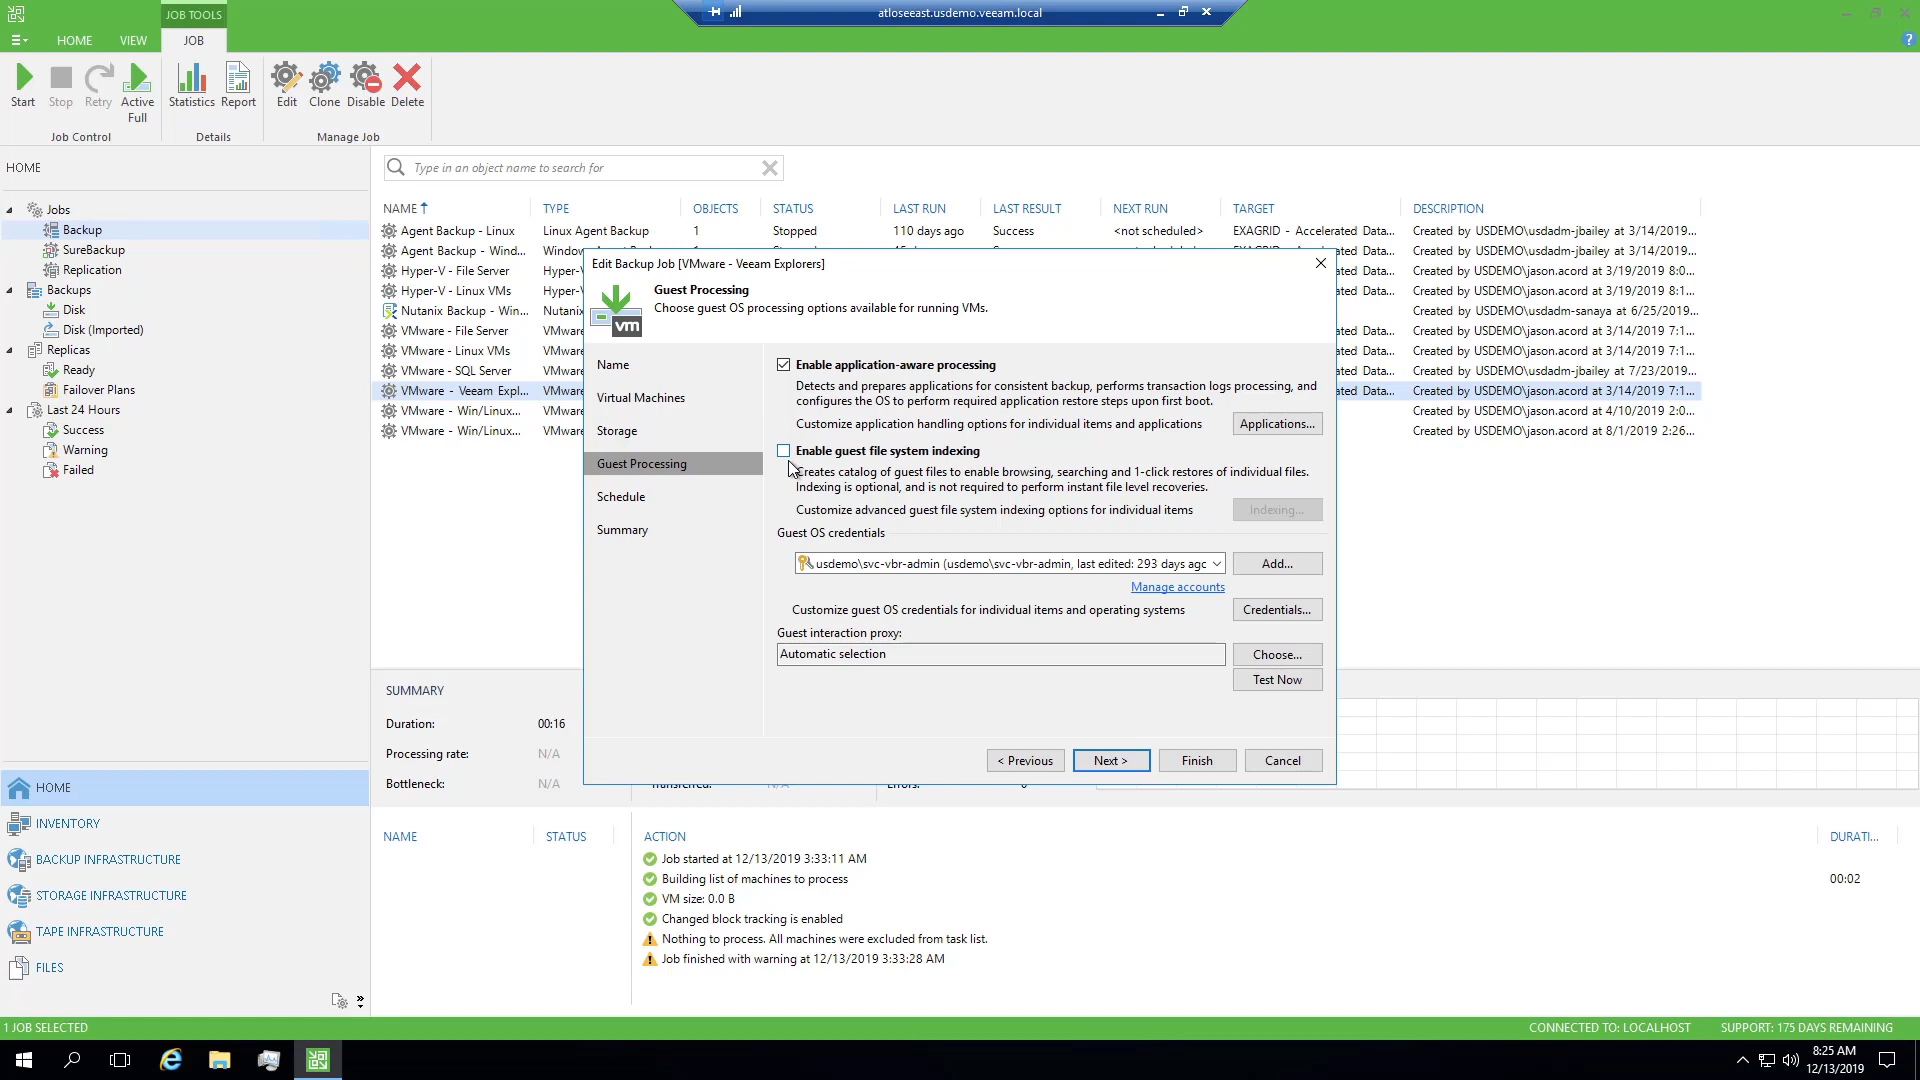 JOB TOOLS
atloseeast.usdemo.veeam.local
HOME VIEW JOB
Start Stop Retry Active Full
Statistics Report
Edit Clone Disable Delete
Job Control Details Manage Job
HOME
Jobs
Backup
SureBackup
Replication
Backups
Disk
Disk (Imported)
Replicas
Ready
Failover Plans
Last 24 Hours
Success
Warning
Failed
HOME
INVENTORY
BACKUP INFRASTRUCTURE
STORAGE INFRASTRUCTURE
TAPE INFRASTRUCTURE
FILES
Type in an object name to search for
NAME TYPE OBJECTS STATUS LAST RUN LAST RESULT NEXT RUN TARGET DESCRIPTION
Agent Backup - Linux Linux Agent Backup 1 Stopped 110 days ago Success <not scheduled> EXAGRID - Accelerated Data... Created by USDEMO\usdadm-jbailey at 3/14/2019...
Agent Backup - Wind... Created by USDEMO\usdadm-jbailey at 3/14/2019...
Hyper-V - File Server Hyper- ated Data... Created by USDEMO\jason.acord at 3/19/2019 8:0...
Hyper-V - Linux VMs Hyper- ated Data... Created by USDEMO\jason.acord at 3/19/2019 8:1...
Nutanix Backup - Win... Nutanix Created by USDEMO\usdadm-sanaya at 6/25/2019...
VMware - File Server VMware ated Data... Created by USDEMO\jason.acord at 3/14/2019 7:1...
VMware - Linux VMs VMware ated Data... Created by USDEMO\jason.acord at 3/14/2019 7:1...
VMware - SQL Server VMware ated Data... Created by USDEMO\usdadm-jbailey at 7/23/2019...
VMware - Veeam Expl... VMware ated Data... Created by USDEMO\jason.acord at 3/14/2019 7:1...
VMware - Win/Linux... VMware Created by USDEMO\jason.acord at 4/10/2019 2:0...
VMware - Win/Linux... VMware Created by USDEMO\jason.acord at 8/1/2019 2:26...
Edit Backup Job [VMware - Veeam Explorers]
Guest Processing
Choose guest OS processing options available for running VMs.
vm
Name
Virtual Machines
Storage
Guest Processing
Schedule
Summary
Enable application-aware processing
Detects and prepares applications for consistent backup, performs transaction logs processing, and
configures the OS to perform required application restore steps upon first boot.
Customize application handling options for individual items and applications Applications...
Enable guest file system indexing
Creates catalog of guest files to enable browsing, searching and 1-click restores of individual files.
Indexing is optional, and is not required to perform instant file level recoveries.
Customize advanced guest file system indexing options for individual items Indexing...
Guest OS credentials
usdemo\svc-vbr-admin (usdemo\svc-vbr-admin, last edited: 293 days agc Add...
Manage accounts
Customize guest OS credentials for individual items and operating systems Credentials...
Guest interaction proxy:
Automatic selection Choose...
Test Now
< Previous Next > Finish Cancel
SUMMARY
Duration: 00:16
Processing rate: N/A
Bottleneck: N/A
NAME STATUS ACTION DURATI...
Job started at 12/13/2019 3:33:11 AM
Building list of machines to process 00:02
VM size: 0.0 B
Changed block tracking is enabled
Nothing to process. All machines were excluded from task list.
Job finished with warning at 12/13/2019 3:33:28 AM
1 JOB SELECTED CONNECTED TO: LOCALHOST SUPPORT: 175 DAYS REMAINING
8:25 AM
12/13/2019